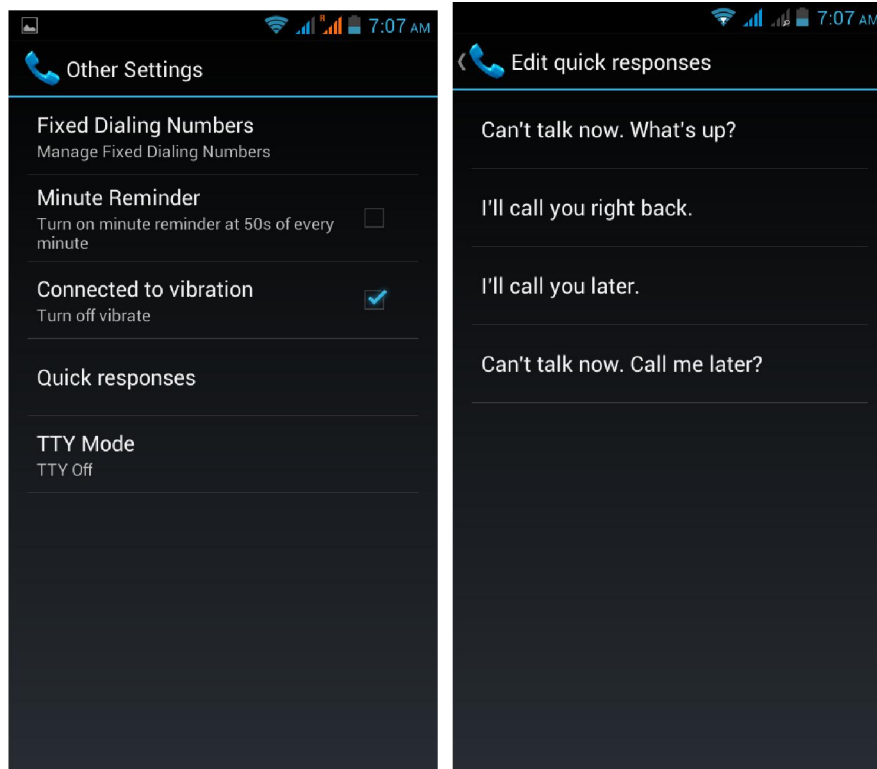 R
7:07 AM
Other Settings
Fixed Dialing Numbers
Manage Fixed Dialing Numbers
Minute Reminder
Turn on minute reminder at 50s of every
minute
Connected to vibration
Turn off vibrate
Quick responses
TTY Mode
TTY Off
7:07 AM
Edit quick responses
Can't talk now. What's up?
I'll call you right back.
I'll call you later.
Can't talk now. Call me later?